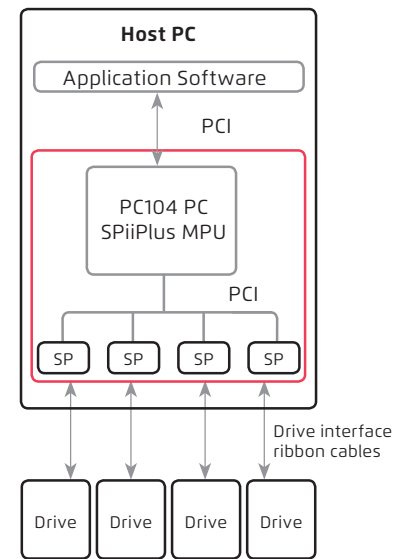 Host PC
Application Software
PCI
PC104 PC
SPiiPlus MPU
PCI
SP SP SP SP
Drive interface
ribbon cables
Drive Drive Drive Drive